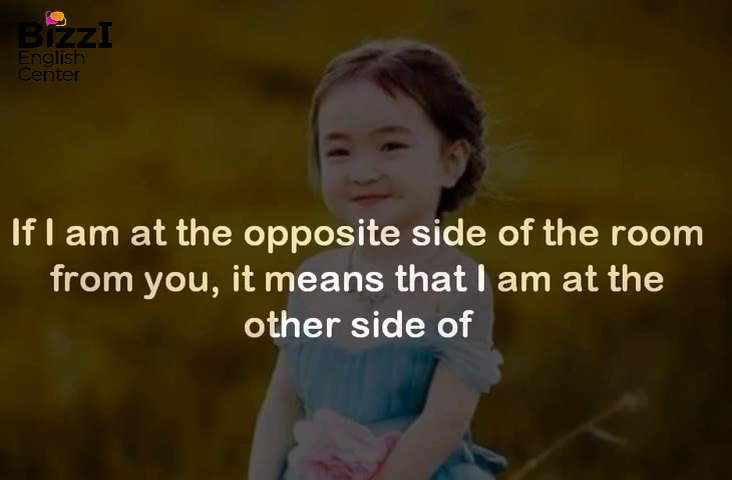 BizzI
English
Center
If I am at the opposite side of the room
from you, it means that I am at the
other side of